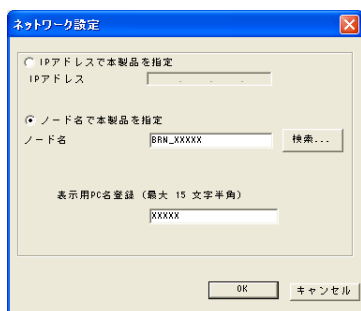 ネットワーク設定
IPアドレスで本製品を指定
IPアドレス
. . .
ノード名で本製品を指定
ノード名 BRN_XXXXX 検索...
表示用PC名登録 (最大 15 文字半角)
XXXXX
OK キャンセル